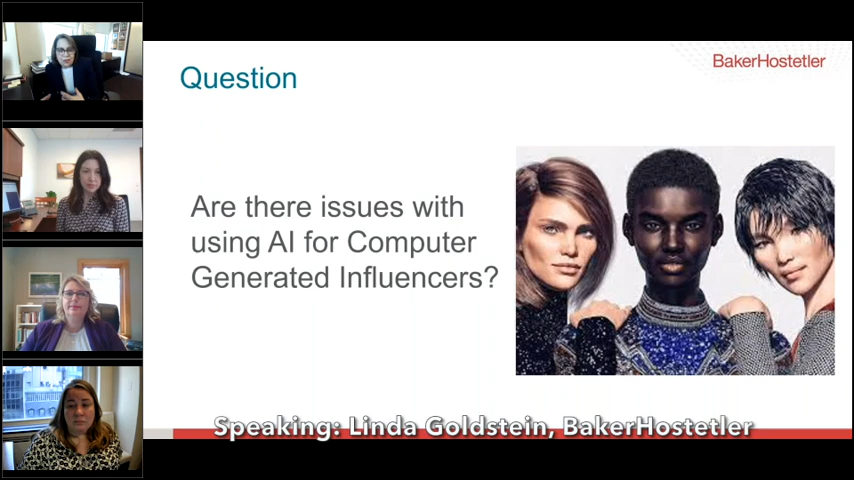 BakerHostetler
Question
Are there issues with
using AI for Computer
Generated Influencers?
Speaking: Linda Goldstein, BakerHostetler